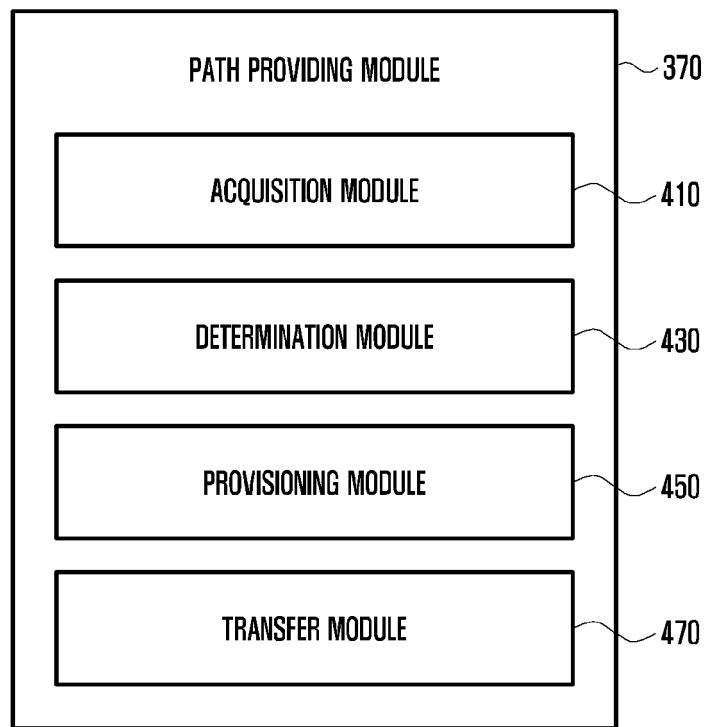 PATH PROVIDING MODULE
370
ACQUISITION MODULE
410
DETERMINATION MODULE
430
PROVISIONING MODULE
450
TRANSFER MODULE
470